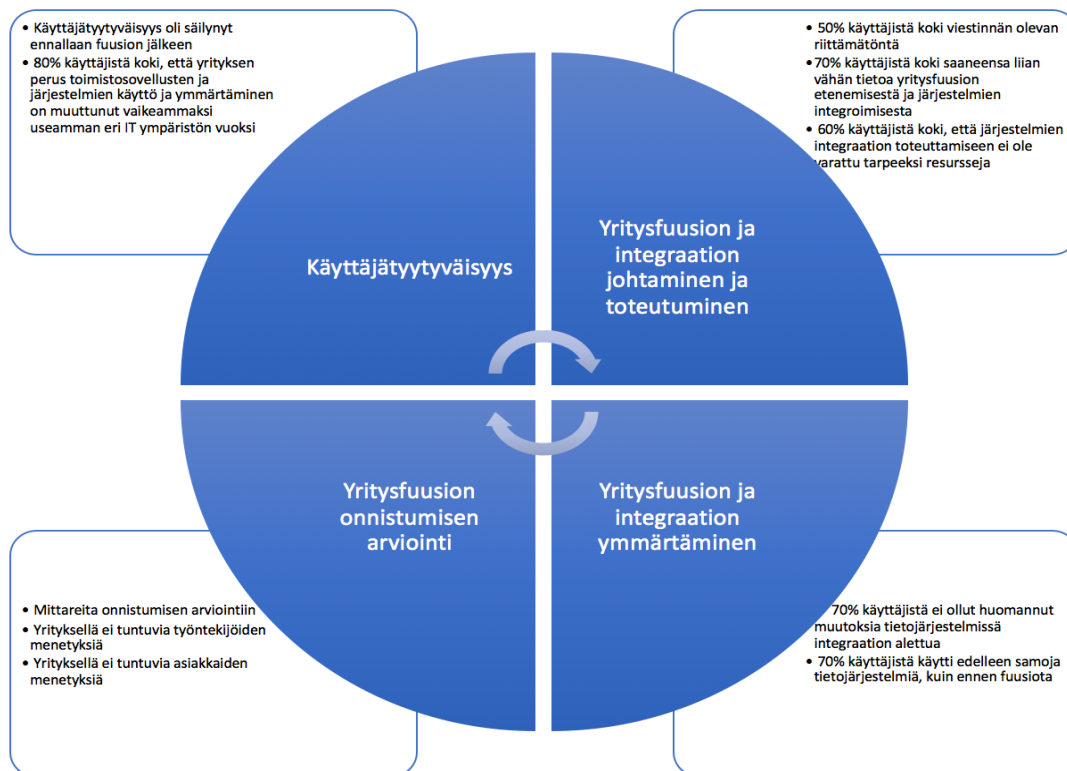 • Käyttäjätyytyväisyys oli säilynyt
ennallaan fuusion jälkeen
• 80% käyttäjistä koki, että yrityksen
perus toimistosovellusten ja
järjestelmien käyttö ja ymmärtäminen
on muuttunut vaikeammaksi
useamman eri IT ympäristön vuoksi
• 50% käyttäjistä koki viestinnän olevan
riittämätöntä
•70% käyttäjistä koki saaneensa liian
vähän tietoa yritysfuusion
etenemisestä ja järjestelmien
integroimisesta
• 60% käyttäjistä koki, että järjestelmien
integraation toteuttamiseen ei ole
varattu tarpeeksi resursseja
Käyttäjätyytyväisyys
Yritysfuusion ja
integraation
johtaminen ja
toteutuminen
Yritysfuusion
onnistumisen
arviointi
Yritysfuusion ja
integraation
ymmärtäminen
• Mittareita onnistumisen arviointiin
• Yrityksellä ei tuntuvia työntekijöiden
menetyksiä
• Yrityksellä ei tuntuvia asiakkaiden
menetyksiä
• 70% käyttäjistä ei ollut huomannut
muutoksia tietojärjestelmissä
integraation alettua
• 70% käyttäjistä käytti edelleen samoja
tietojärjestelmiä, kuin ennen fuusiota